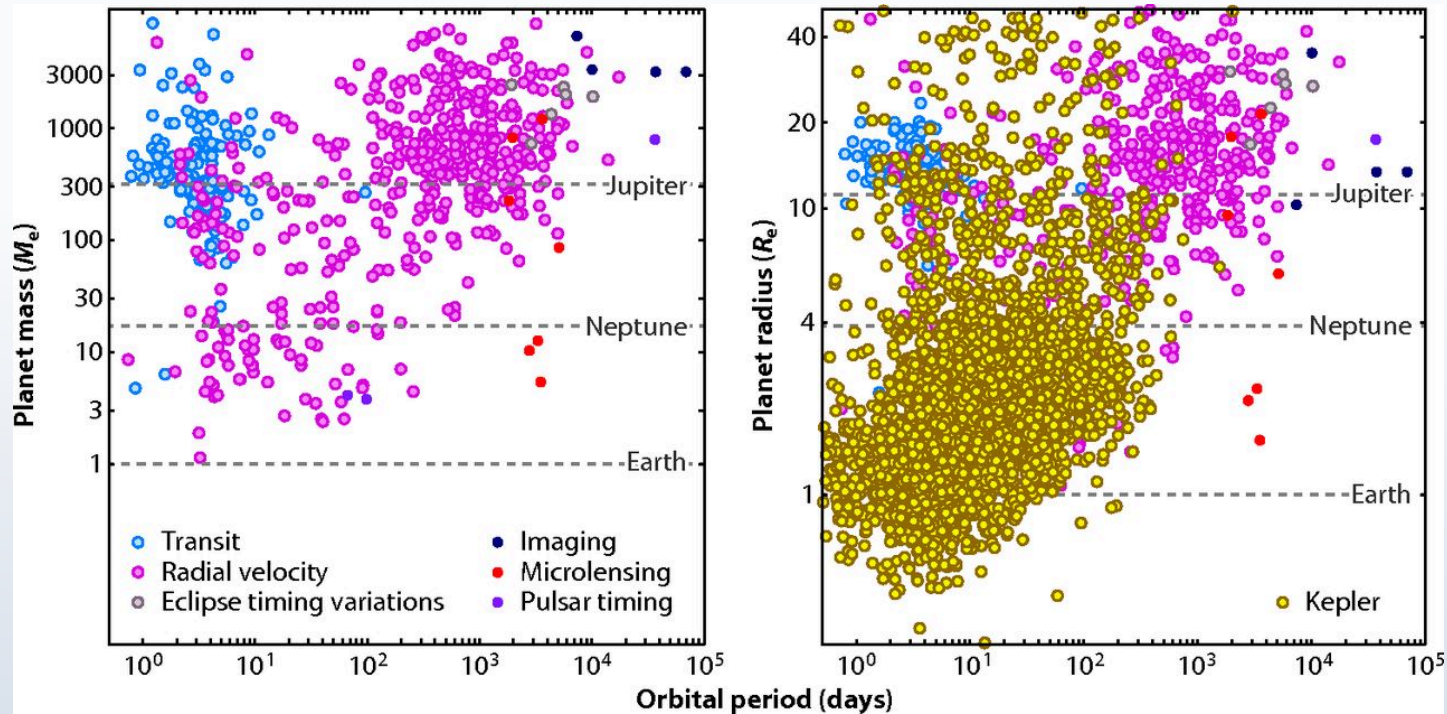 Planet mass (Mₑ)
3000
1000
300
100
30
10
3
1
Jupiter
Neptune
Earth
Transit
Radial velocity
Eclipse timing variations
Imaging
Microlensing
Pulsar timing
10⁰ 10¹ 10² 10³ 10⁴ 10⁵
Planet radius (Rₑ)
40
20
10
4
1
Jupiter
Neptune
Earth
Kepler
10⁰ 10¹ 10² 10³ 10⁴ 10⁵
Orbital period (days)